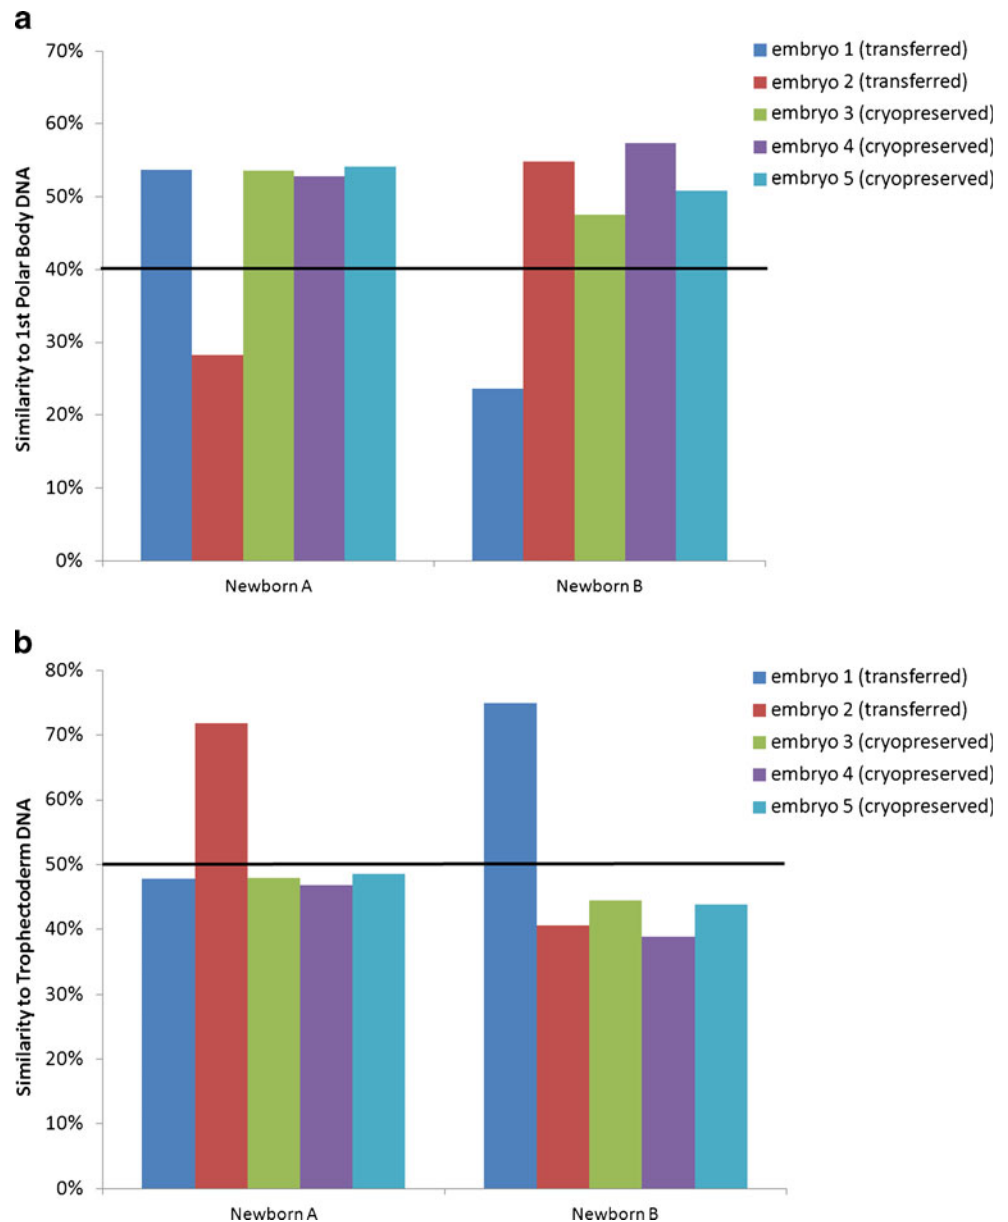 a
70%
60%
50%
40%
30%
20%
10%
0%
Similarity to 1st Polar Body DNA
Newborn A
Newborn B
embryo 1 (transferred)
embryo 2 (transferred)
embryo 3 (cryopreserved)
embryo 4 (cryopreserved)
embryo 5 (cryopreserved)
b
80%
70%
60%
50%
40%
30%
20%
10%
0%
Similarity to Trophectoderm DNA
Newborn A
Newborn B
embryo 1 (transferred)
embryo 2 (transferred)
embryo 3 (cryopreserved)
embryo 4 (cryopreserved)
embryo 5 (cryopreserved)